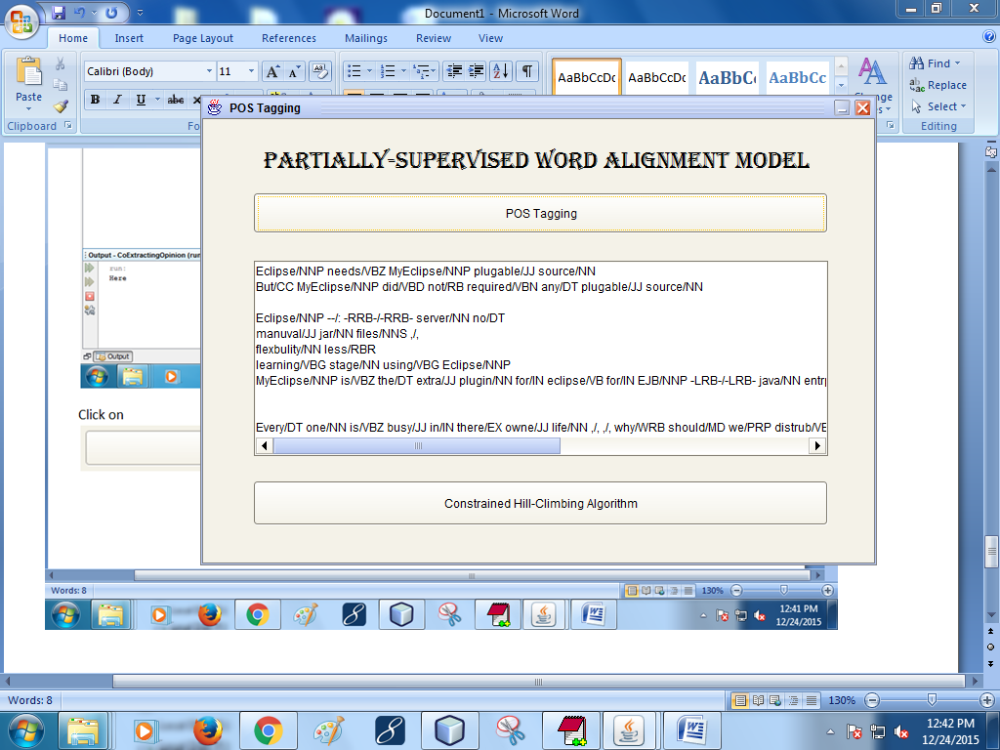 Document1 - Microsoft Word
Home Insert Page Layout References Mailings Review View
Paste
Calibri (Body) 11
AaBbCcDc AaBbCcDc AaBbCc AaBbCc
Find
Replace
Select
Clipboard
Editing
POS Tagging
PARTIALLY-SUPERVISED WORD ALIGNMENT MODEL
POS Tagging
Eclipse/NNP needs/VBZ MyEclipse/NNP plugable/JJ source/NN
But/CC MyEclipse/NNP did/VBD not/RB required/VBN any/DT plugable/JJ source/NN
Eclipse/NNP --/: -RRB-/-RRB- server/NN no/DT
manuval/JJ jar/NN files/NNS ,/,
flexbulity/NN less/RBR
learning/VBG stage/NN using/VBG Eclipse/NNP
MyEclipse/NNP is/VBZ the/DT extra/JJ plugin/NN for/IN eclipse/VB for/IN EJB/NNP -LRB-/-LRB- java/NN entrp
Every/DT one/NN is/VBZ busy/JJ in/IN there/EX owne/JJ life/NN ,/, ,/, why/WRB should/MD we/PRP distrub/VB
Constrained Hill-Climbing Algorithm
Output - CoExtractingOpinion (run
run:
Here
Output
Click on
Words: 8 130%
12:41 PM
12/24/2015
Words: 8 130%
12:42 PM
12/24/2015